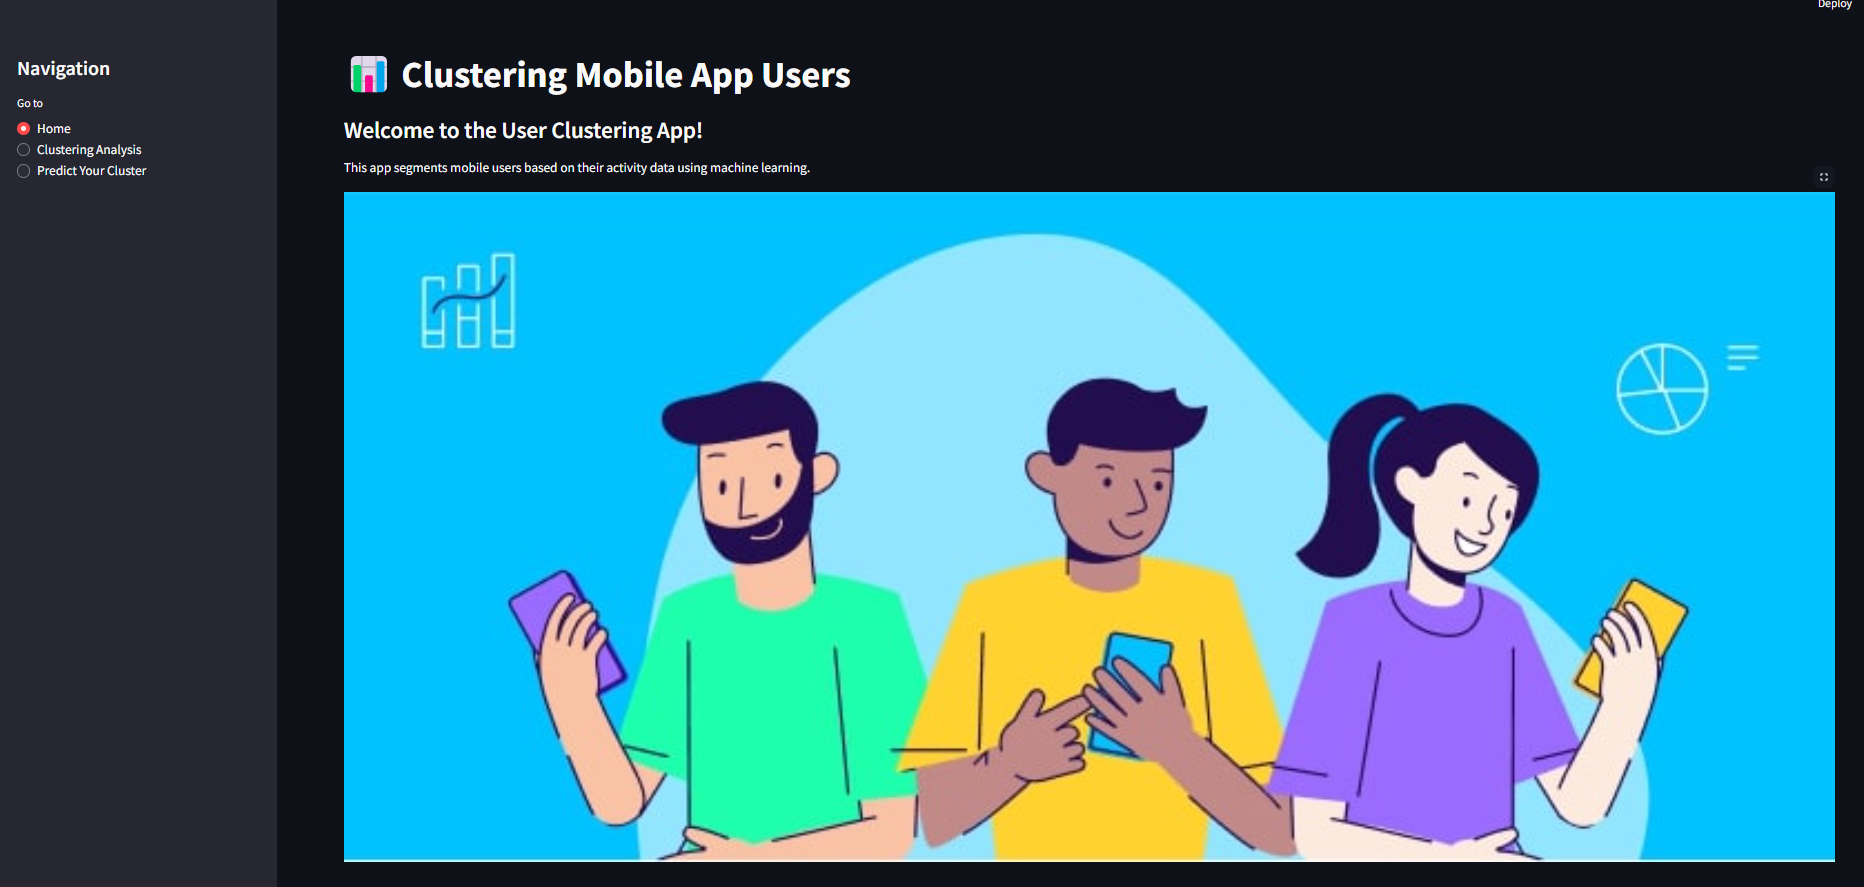 Deploy
Navigation
Go to
Home
Clustering Analysis
Predict Your Cluster
Clustering Mobile App Users
Welcome to the User Clustering App!
This app segments mobile users based on their activity data using machine learning.